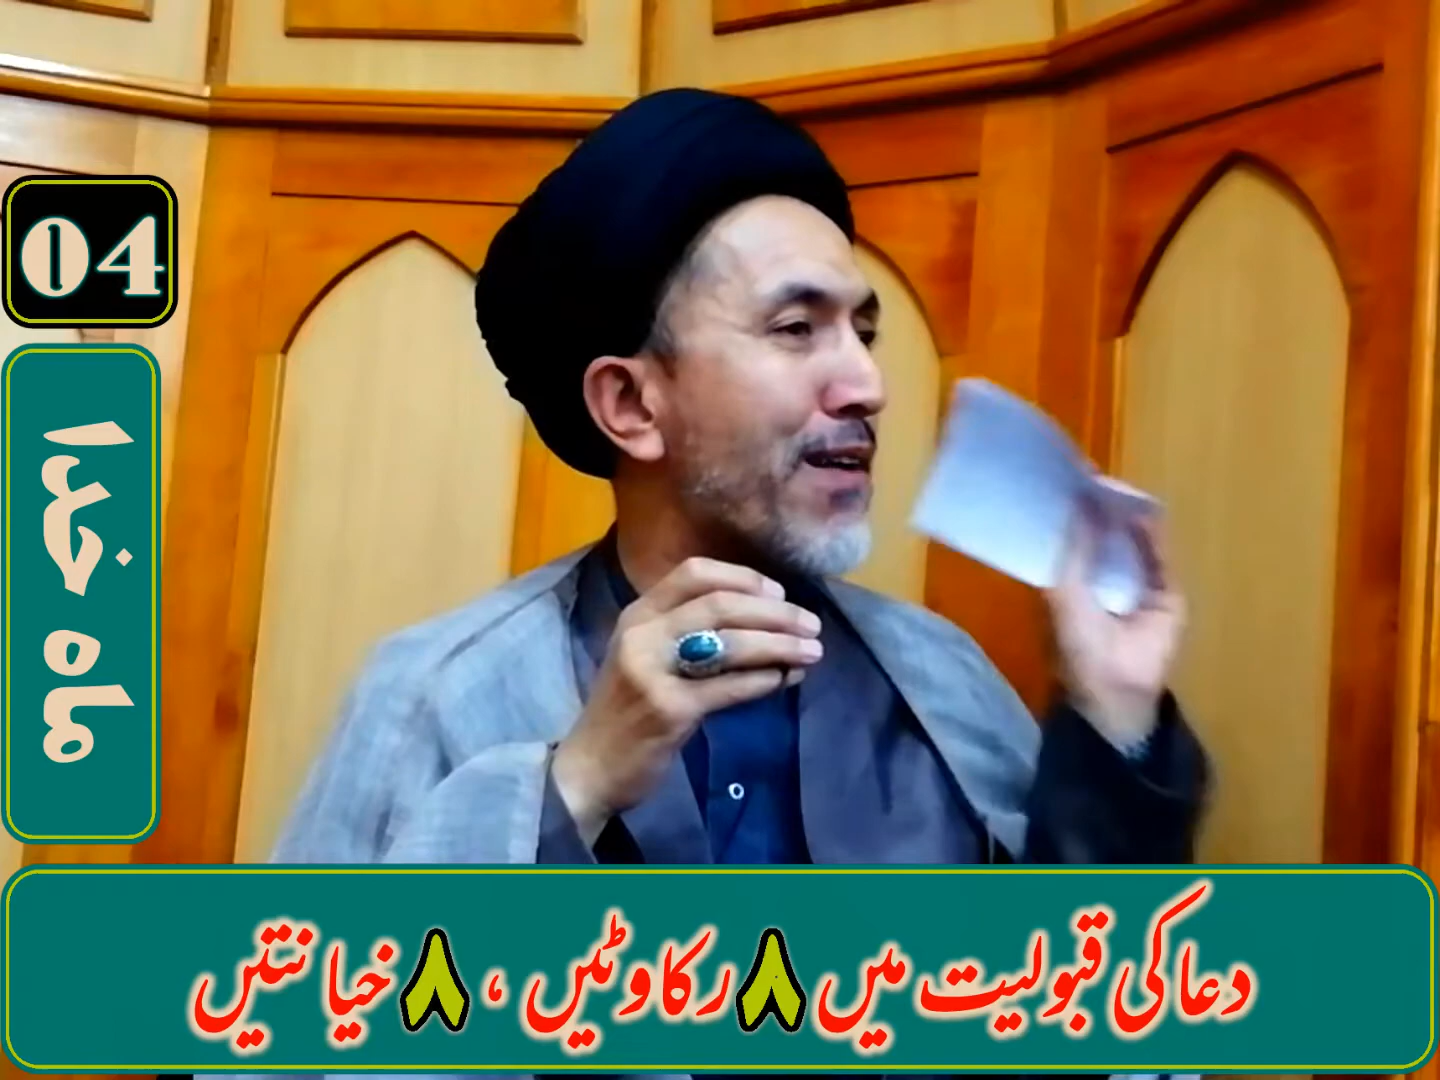 04
ماہ خدا
دعا کی قبولیت میں ۸ رکاوٹیں ، ۸ خیانتیں